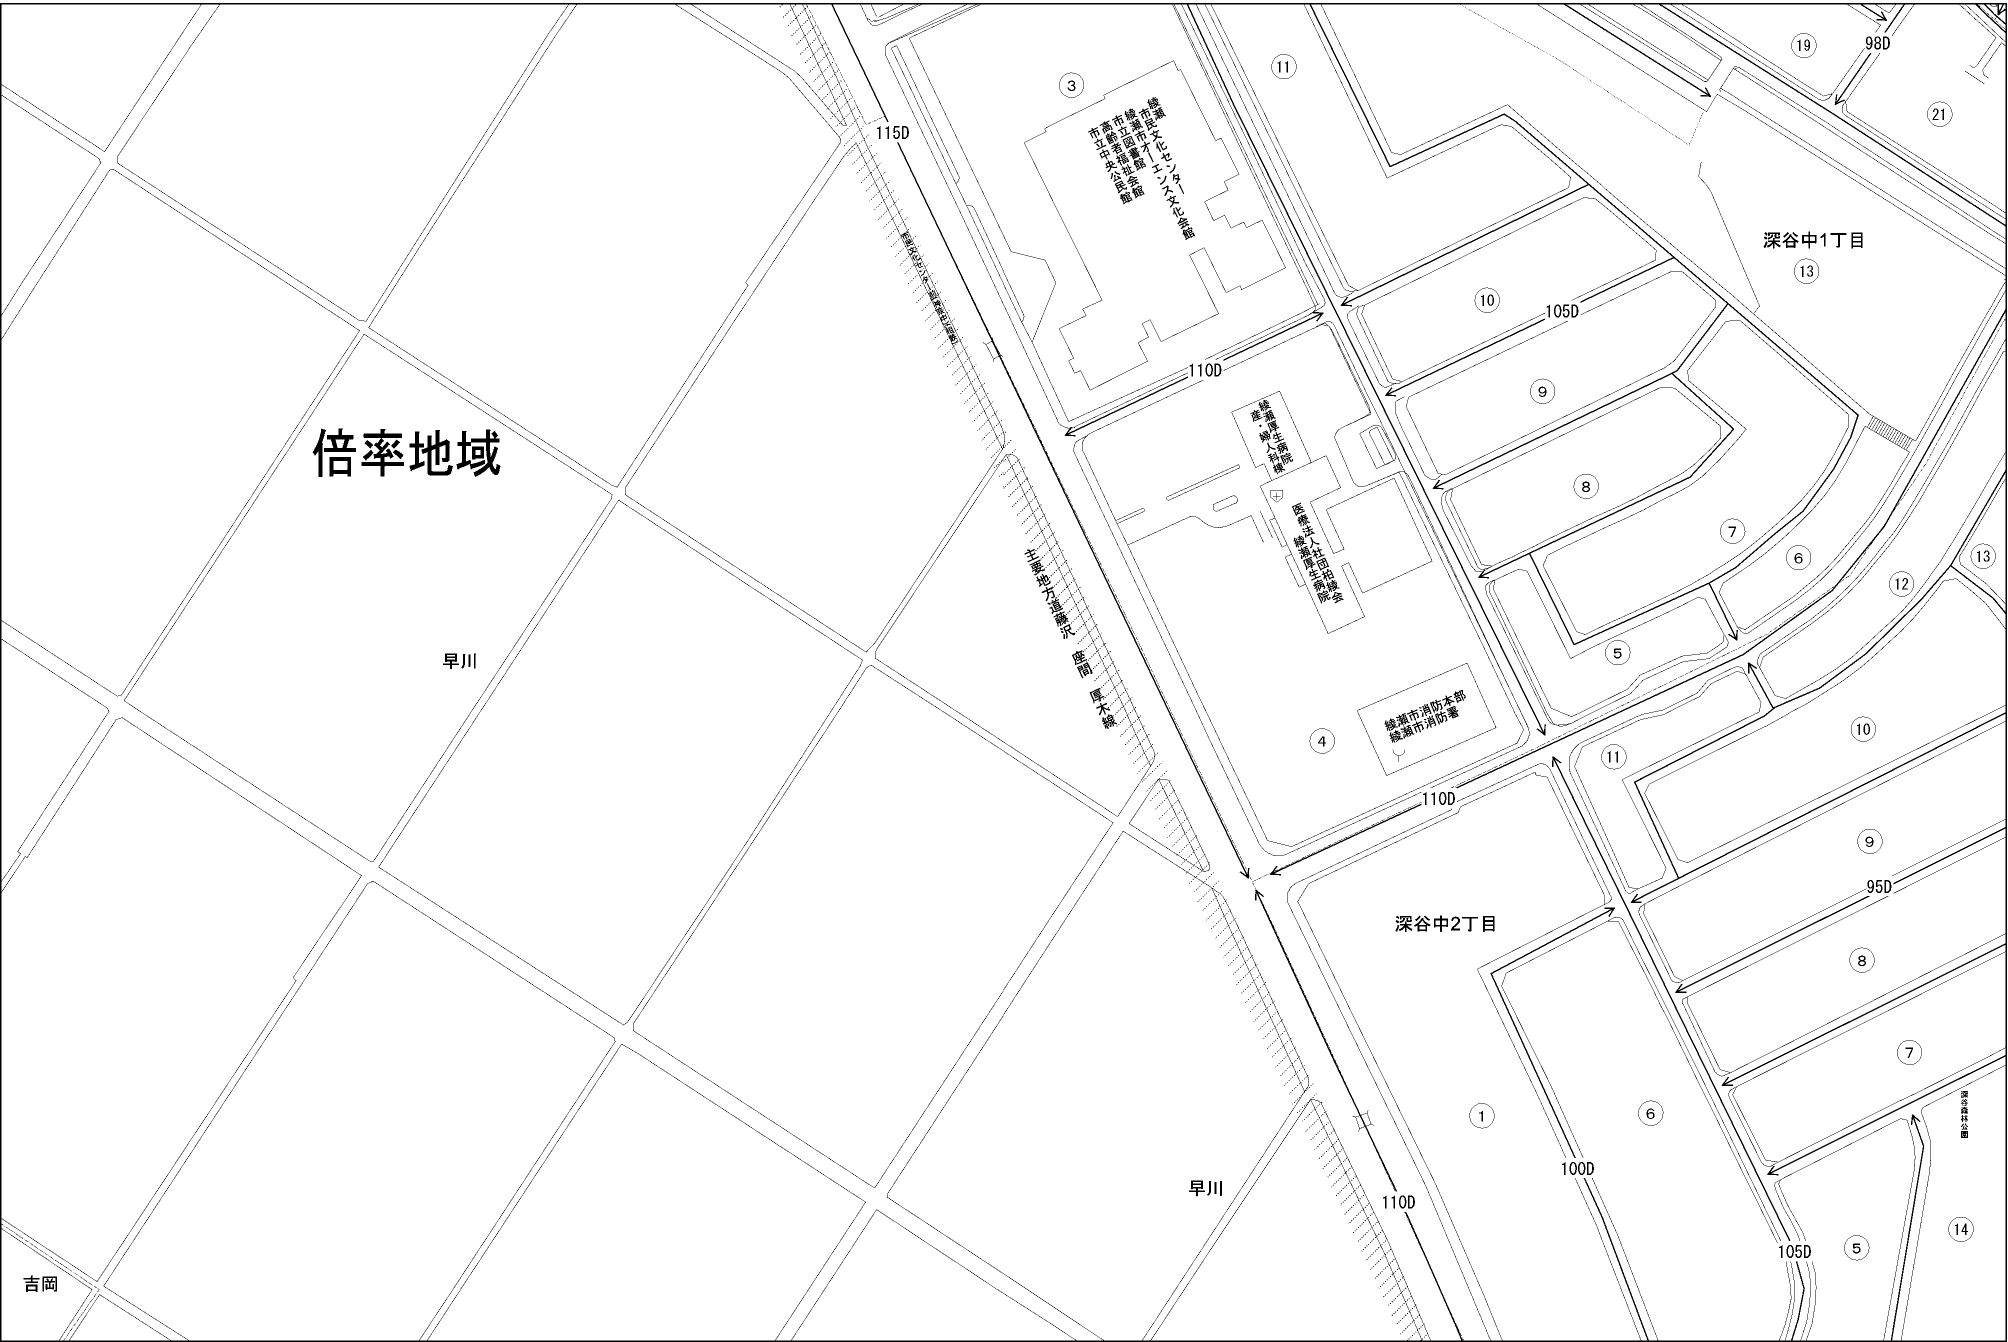 19
98D
21
3
11
115D
綾瀬市民文化センター
綾瀬市オーエンス文化会館
市立図書館
高齢者福祉会館
市立中央公民館
深谷中1丁目
13
10
105D
110D
9
綾瀬厚生病院
産・婦人科棟
8
7
6
13
12
5
医療法人社団柏綾会
綾瀬厚生病院
倍率地域
早川
主要地方道藤沢 座間 厚木線
綾瀬市消防本部
綾瀬市消防署
4
10
11
110D
9
95D
深谷中2丁目
8
7
6
1
深谷森林公園
100D
早川
110D
105D
5
14
吉岡